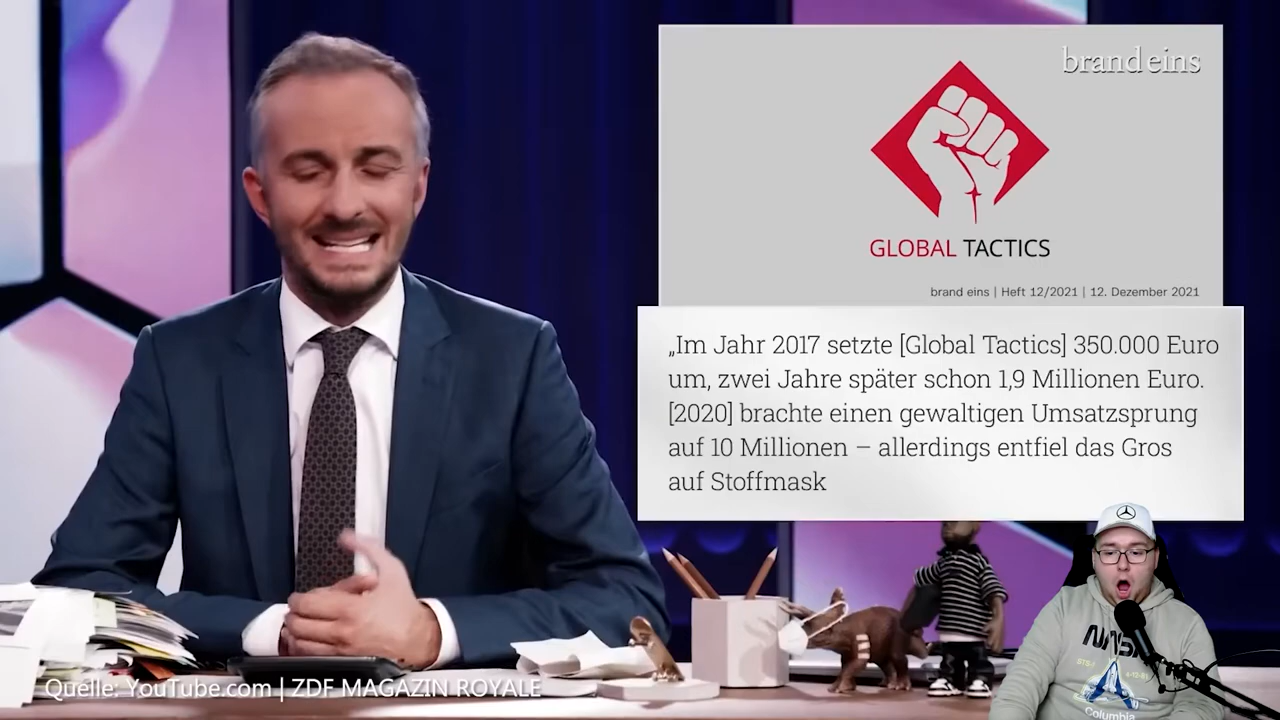 brand eins
GLOBAL TACTICS
brand eins | Heft 12/2021 | 12. Dezember 2021
„Im Jahr 2017 setzte [Global Tactics] 350.000 Euro
um, zwei Jahre später schon 1,9 Millionen Euro.
[2020] brachte einen gewaltigen Umsatzsprung
auf 10 Millionen – allerdings entfiel das Gros
auf Stoffmask
Quelle: YouTube.com | ZDF MAGAZIN ROYALE
NASA
Columbia